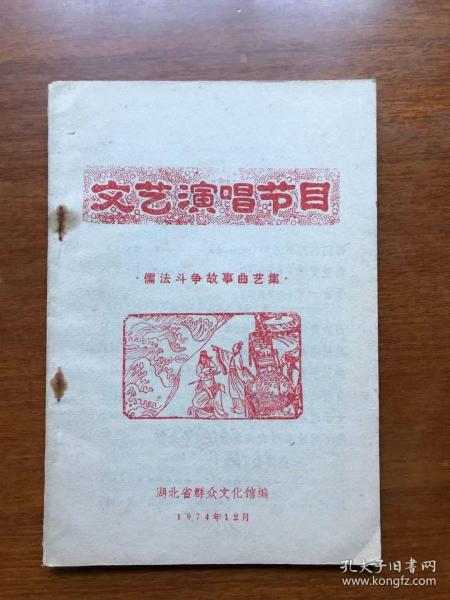 文艺演唱节目
·儒法斗争故事曲艺集·
湖北省群众文化馆编
1974年12月
孔夫子旧书网
www.kongfz.com